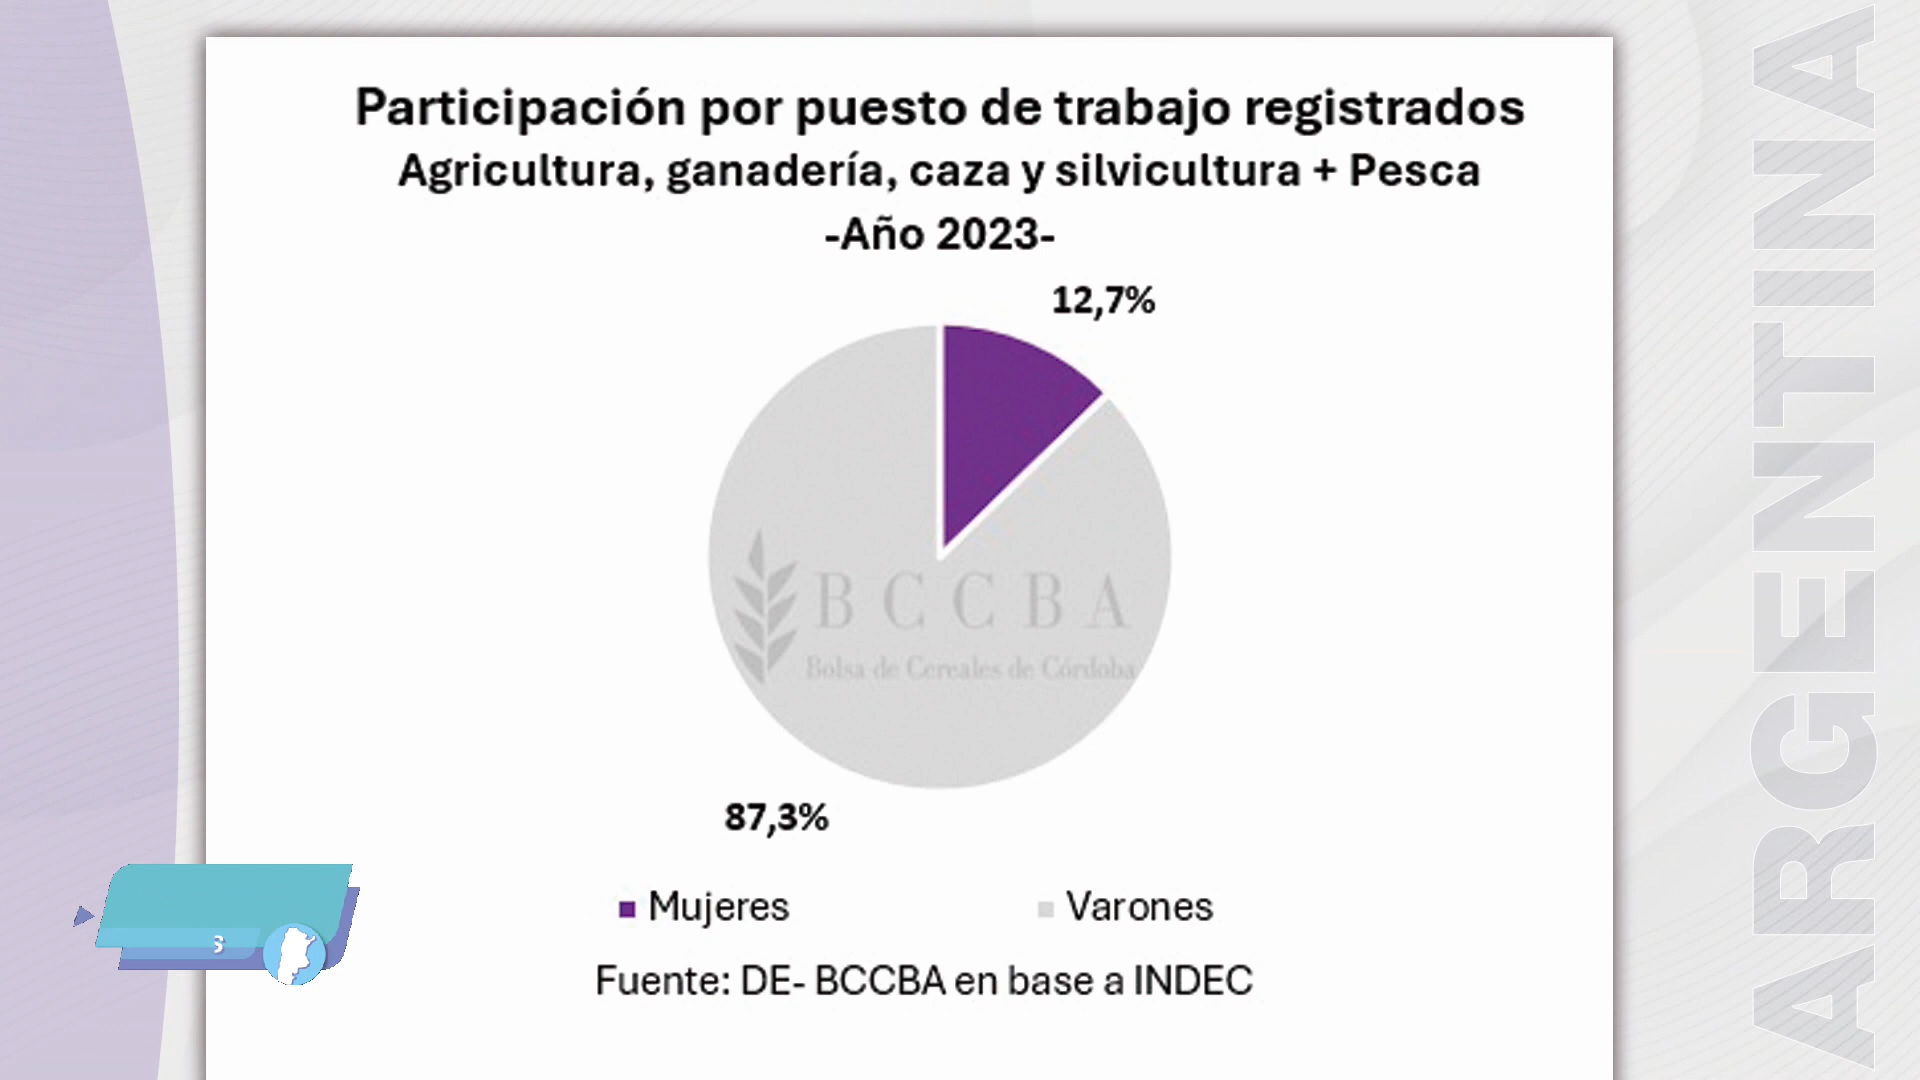 Participación por puesto de trabajo registrados
Agricultura, ganadería, caza y silvicultura + Pesca
-Año 2023-
12,7%
BCCBA
Bolsa de Cereales de Córdoba
87,3%
Mujeres
Varones
Fuente: DE- BCCBA en base a INDEC
s
ARGENTINA